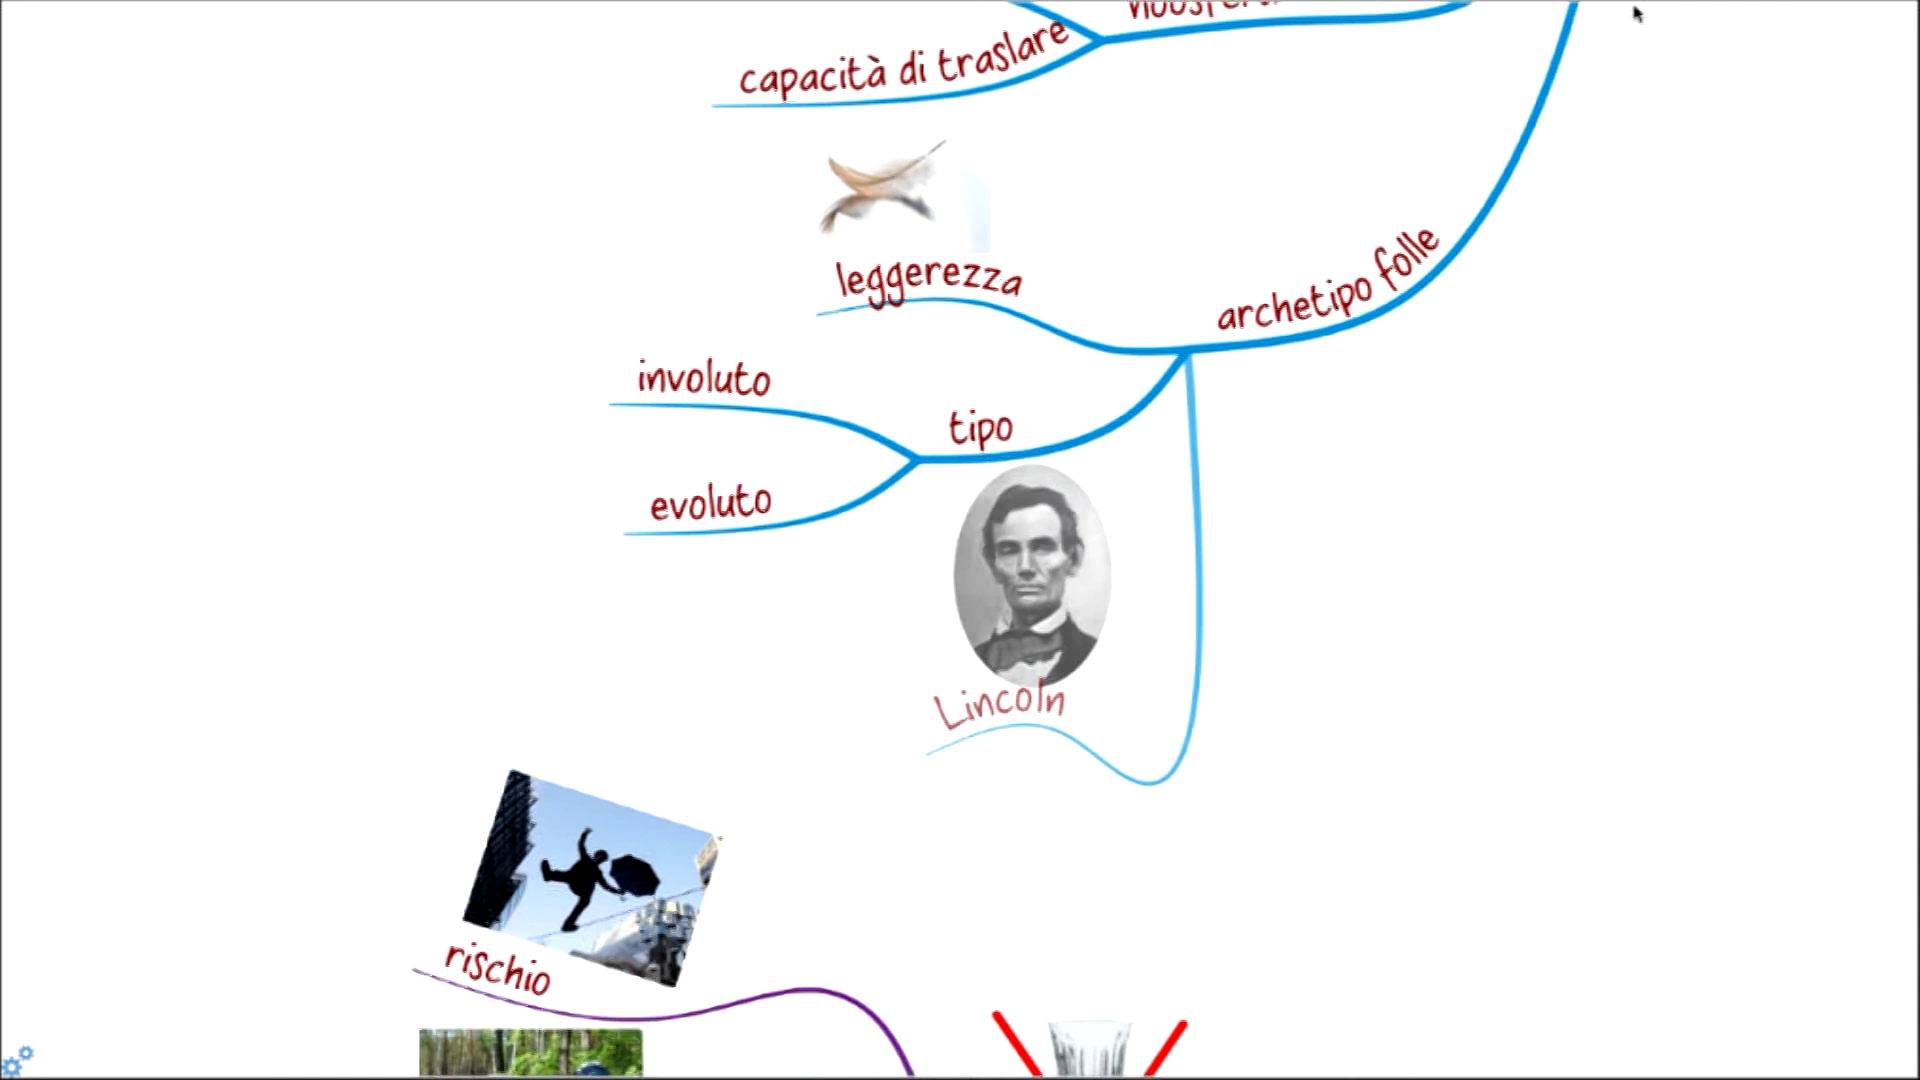 capacità di traslare
leggerezza
archetipo folle
involuto
tipo
evoluto
Lincoln
rischio